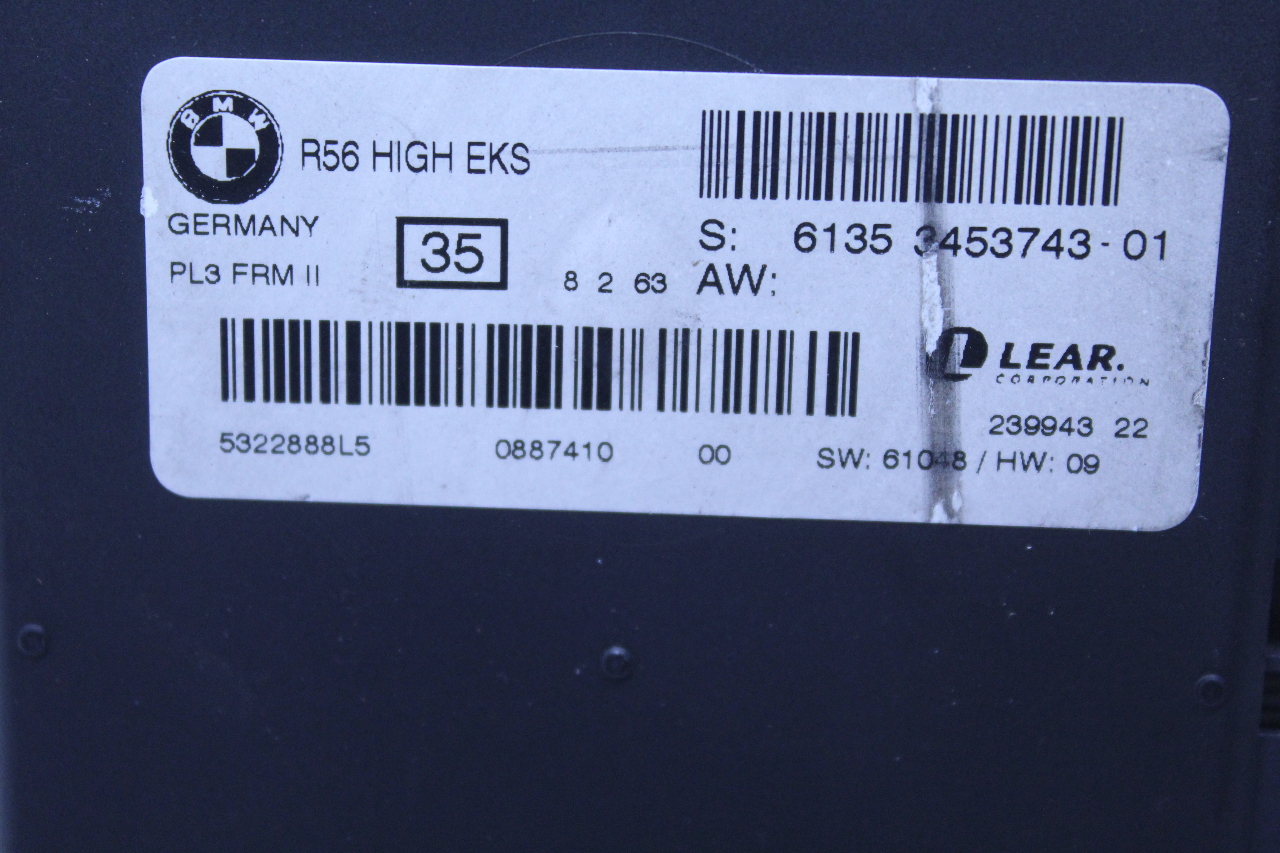 BMW
R56 HIGH EKS
GERMANY
PL3 FRM II
35
8 2 63
S: 6135 3453743-01
AW:
LEAR.
CORPORATION
239943 22
5322888L5 0887410 00 SW: 61048 / HW: 09